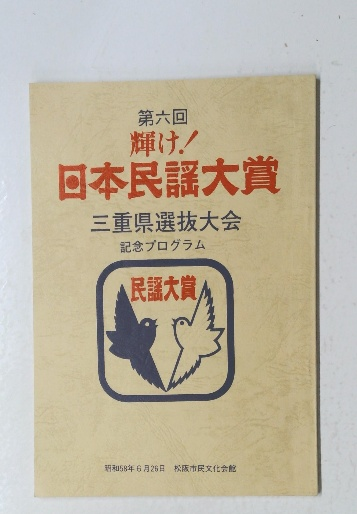 第六回
輝け!
日本民謡大賞
三重県選抜大会
記念プログラム
民謡大賞
昭和58年6月26日 松阪市民文化会館